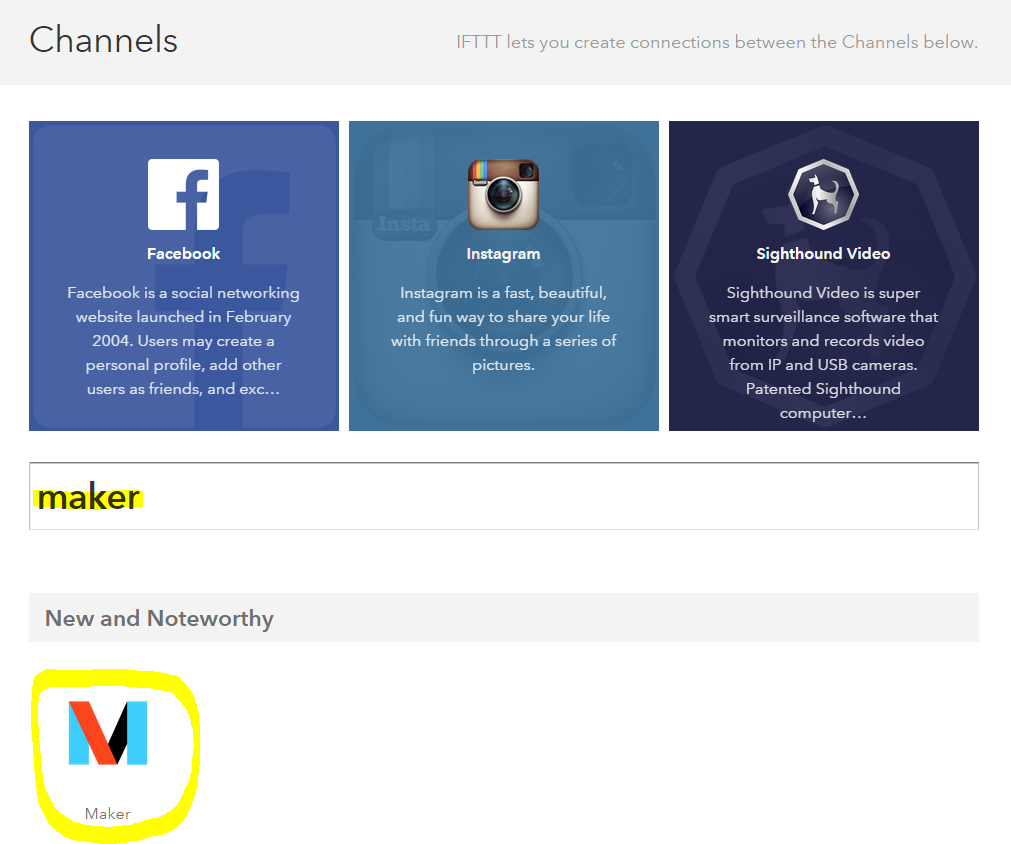 Channels
IFTTT lets you create connections between the Channels below.
Facebook
Facebook is a social networking
website launched in February
2004. Users may create a
personal profile, add other
users as friends, and exc...
Insta
Insta
Instagram
Instagram is a fast, beautiful,
and fun way to share your life
with friends through a series of
pictures.
Sighthound Video
Sighthound Video is super
smart surveillance software that
monitors and records video
from IP and USB cameras.
Patented Sighthound
computer...
maker
New and Noteworthy
Maker